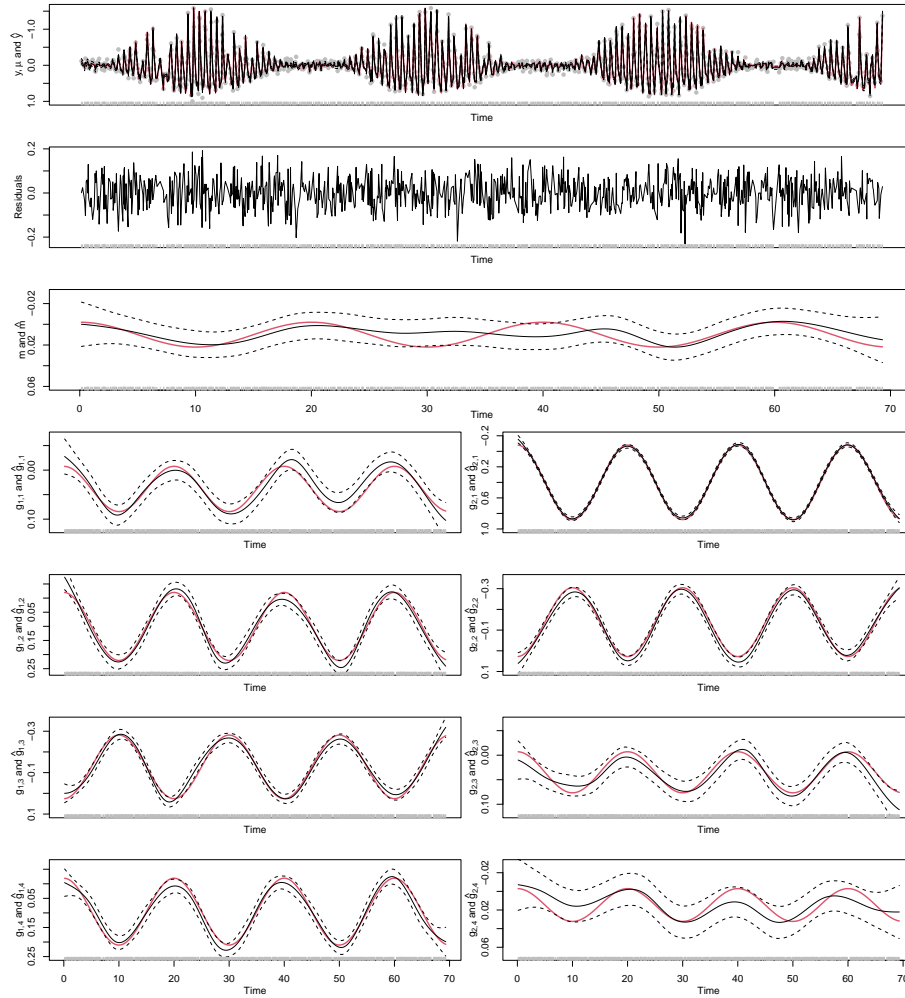 y, μ and ŷ
−1.0
0.0
1.0
Time
Residuals
0.2
0.0
−0.2
Time
m and m̂
−0.02
0.02
0.06
0 10 20 30 40 50 60 70
Time
g1,1 and ĝ1,1
0.00
0.10
Time
g2,1 and ĝ2,1
−0.2
0.2
0.6
1.0
Time
g1,2 and ĝ1,2
0.05
0.15
0.25
Time
g2,2 and ĝ2,2
−0.3
−0.1
0.1
Time
g1,3 and ĝ1,3
−0.3
−0.1
0.1
Time
g2,3 and ĝ2,3
0.00
0.10
Time
g1,4 and ĝ1,4
0.05
0.15
0.25
0 10 20 30 40 50 60 70
Time
g2,4 and ĝ2,4
−0.02
0.02
0.06
0 10 20 30 40 50 60 70
Time